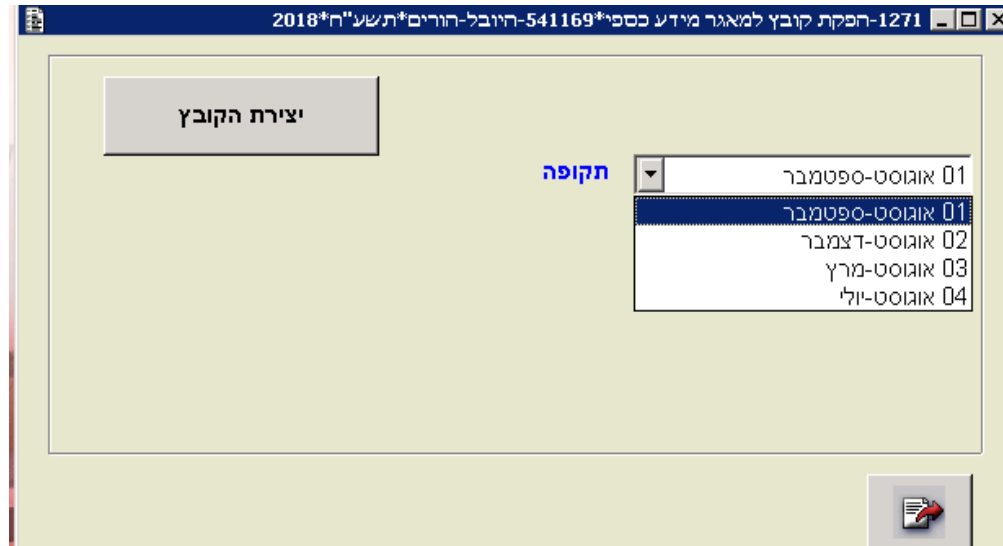 1271-הפקת קובץ למאגר מידע כספי*541169-היובל-הורים*תשע"ח*2018
יצירת הקובץ
תקופה
01 אוגוסט-ספטמבר
01 אוגוסט-ספטמבר
02 אוגוסט-דצמבר
03 אוגוסט-מרץ
04 אוגוסט-יולי